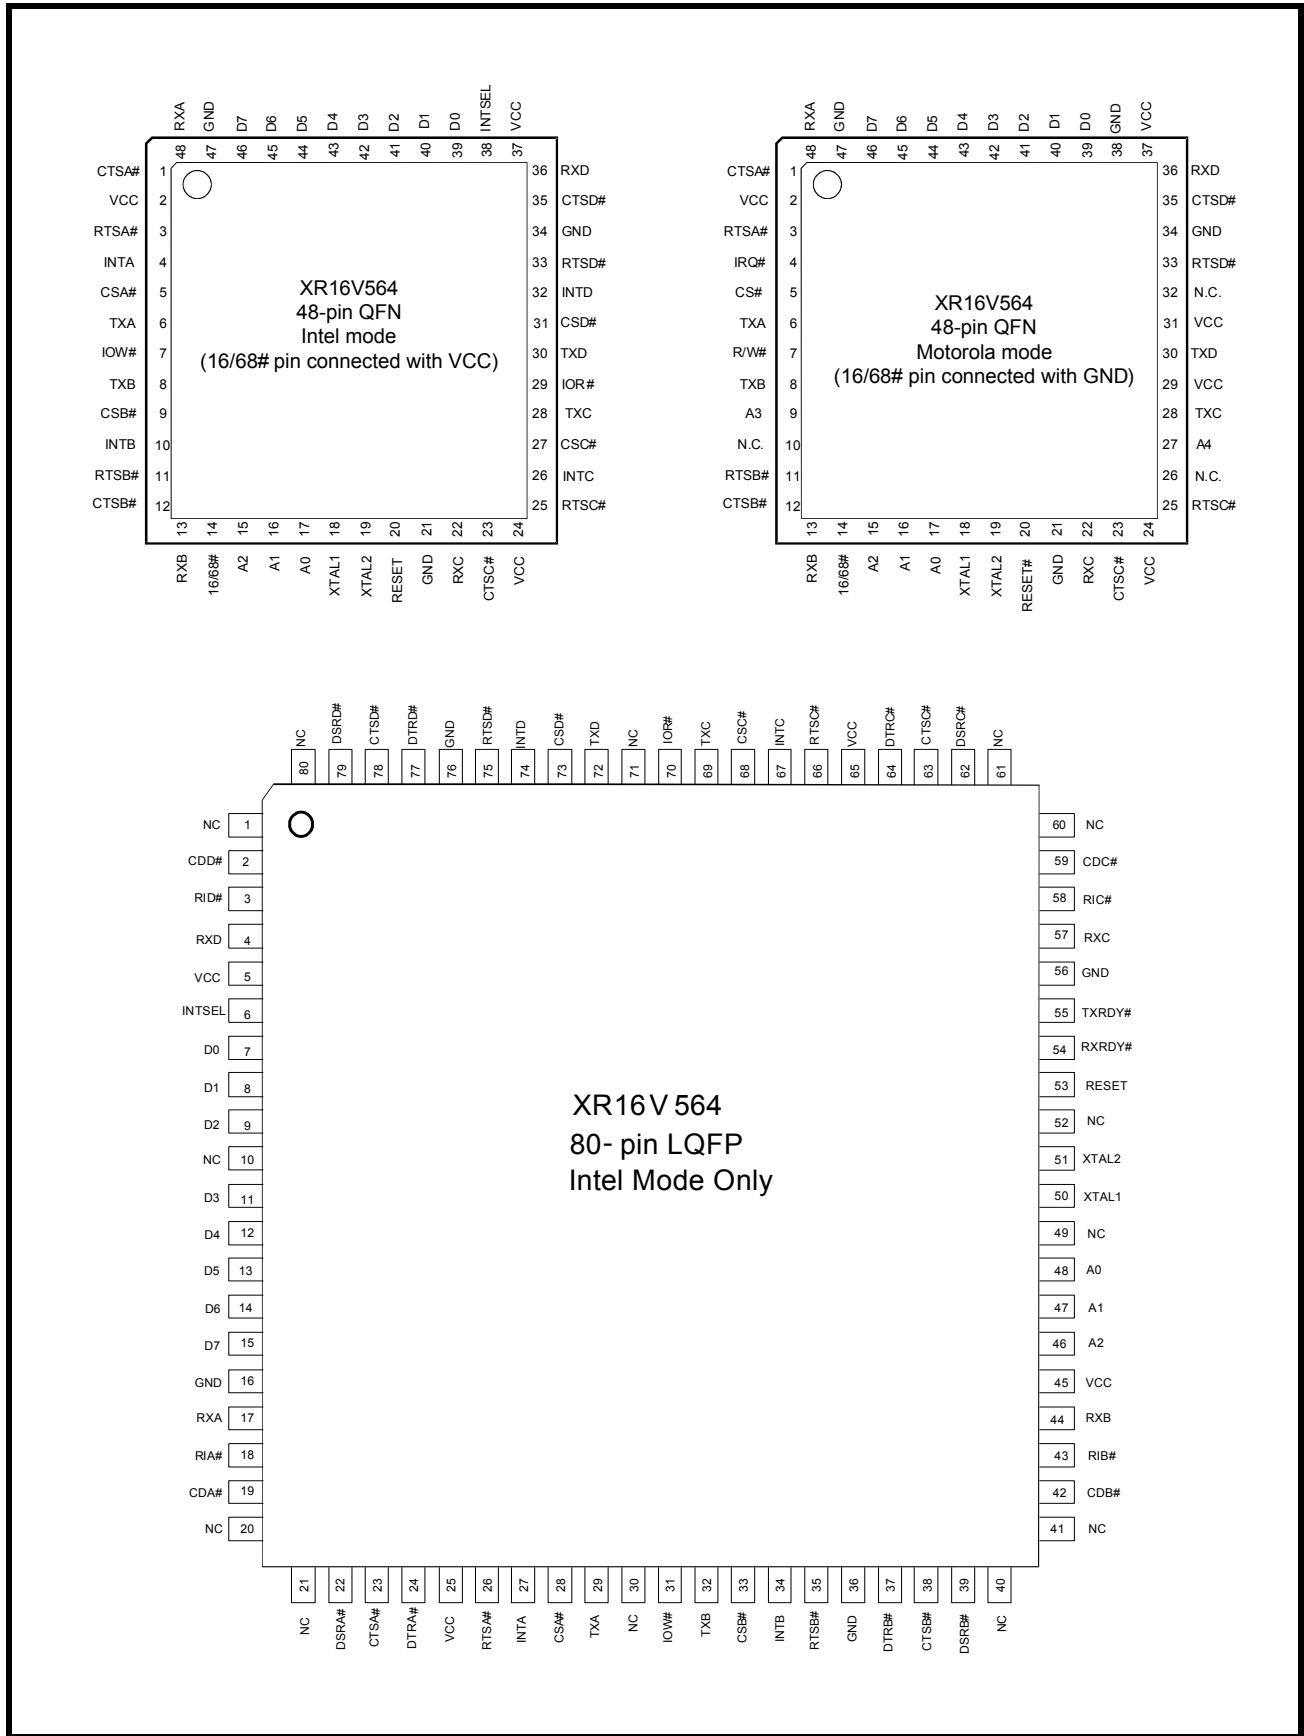 RXA GND D7 D6 D5 D4 D3 D2 D1 D0 INTSEL VCC
48 47 46 45 44 43 42 41 40 39 38 37
CTSA# 1 36 RXD
VCC 2 35 CTSD#
RTSA# 3 34 GND
INTA 4 33 RTSD#
CSA# 5 32 INTD
TXA 6 31 CSD#
IOW# 7 30 TXD
TXB 8 29 IOR#
CSB# 9 28 TXC
INTB 10 27 CSC#
RTSB# 11 26 INTC
CTSB# 12 25 RTSC#
XR16V564
48-pin QFN
Intel mode
(16/68# pin connected with VCC)
13 14 15 16 17 18 19 20 21 22 23 24
RXB 16/68# A2 A1 A0 XTAL1 XTAL2 RESET GND RXC CTSC# VCC
RXA GND D7 D6 D5 D4 D3 D2 D1 D0 GND VCC
48 47 46 45 44 43 42 41 40 39 38 37
CTSA# 1 36 RXD
VCC 2 35 CTSD#
RTSA# 3 34 GND
IRQ# 4 33 RTSD#
CS# 5 32 N.C.
TXA 6 31 VCC
R/W# 7 30 TXD
TXB 8 29 VCC
A3 9 28 TXC
N.C. 10 27 A4
RTSB# 11 26 N.C.
CTSB# 12 25 RTSC#
XR16V564
48-pin QFN
Motorola mode
(16/68# pin connected with GND)
13 14 15 16 17 18 19 20 21 22 23 24
RXB 16/68# A2 A1 A0 XTAL1 XTAL2 RESET# GND RXC CTSC# VCC
NC DSRD# CTSD# DTRD# GND RTSD# INTD CSD# TXD NC IOR# TXC CSC# INTC RTSC# VCC DTRC# CTSC# DSRC# NC
80 79 78 77 76 75 74 73 72 71 70 69 68 67 66 65 64 63 62 61
NC 1 60 NC
CDD# 2 59 CDC#
RID# 3 58 RIC#
RXD 4 57 RXC
VCC 5 56 GND
INTSEL 6 55 TXRDY#
D0 7 54 RXRDY#
D1 8 53 RESET
D2 9 52 NC
NC 10 51 XTAL2
D3 11 50 XTAL1
D4 12 49 NC
D5 13 48 A0
D6 14 47 A1
D7 15 46 A2
GND 16 45 VCC
RXA 17 44 RXB
RIA# 18 43 RIB#
CDA# 19 42 CDB#
NC 20 41 NC
XR16V 564
80- pin LQFP
Intel Mode Only
21 22 23 24 25 26 27 28 29 30 31 32 33 34 35 36 37 38 39 40
NC DSRA# CTSA# DTRA# VCC RTSA# INTA CSA# TXA NC IOW# TXB CSB# INTB RTSB# GND DTRB# CTSB# DSRB# NC